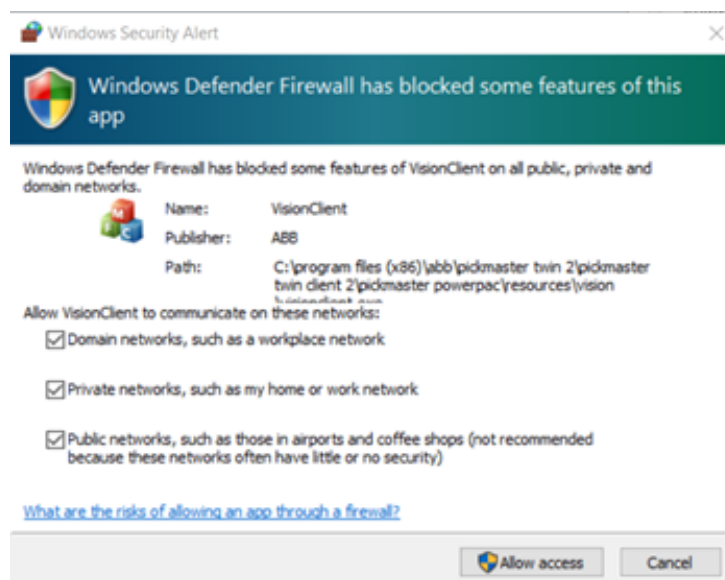 Windows Security Alert
Windows Defender Firewall has blocked some features of this
app
Windows Defender Firewall has blocked some features of VisionClient on all public, private and
domain networks.
Name: VisionClient
Publisher: ABB
Path: C:\program files (x86)\abb\pickmaster twin 2\pickmaster
twin client 2\pickmaster powerpac\resources\vision
\visionclient.exe
Allow VisionClient to communicate on these networks:
Domain networks, such as a workplace network
Private networks, such as my home or work network
Public networks, such as those in airports and coffee shops (not recommended
because these networks often have little or no security)
What are the risks of allowing an app through a firewall?
Allow access Cancel